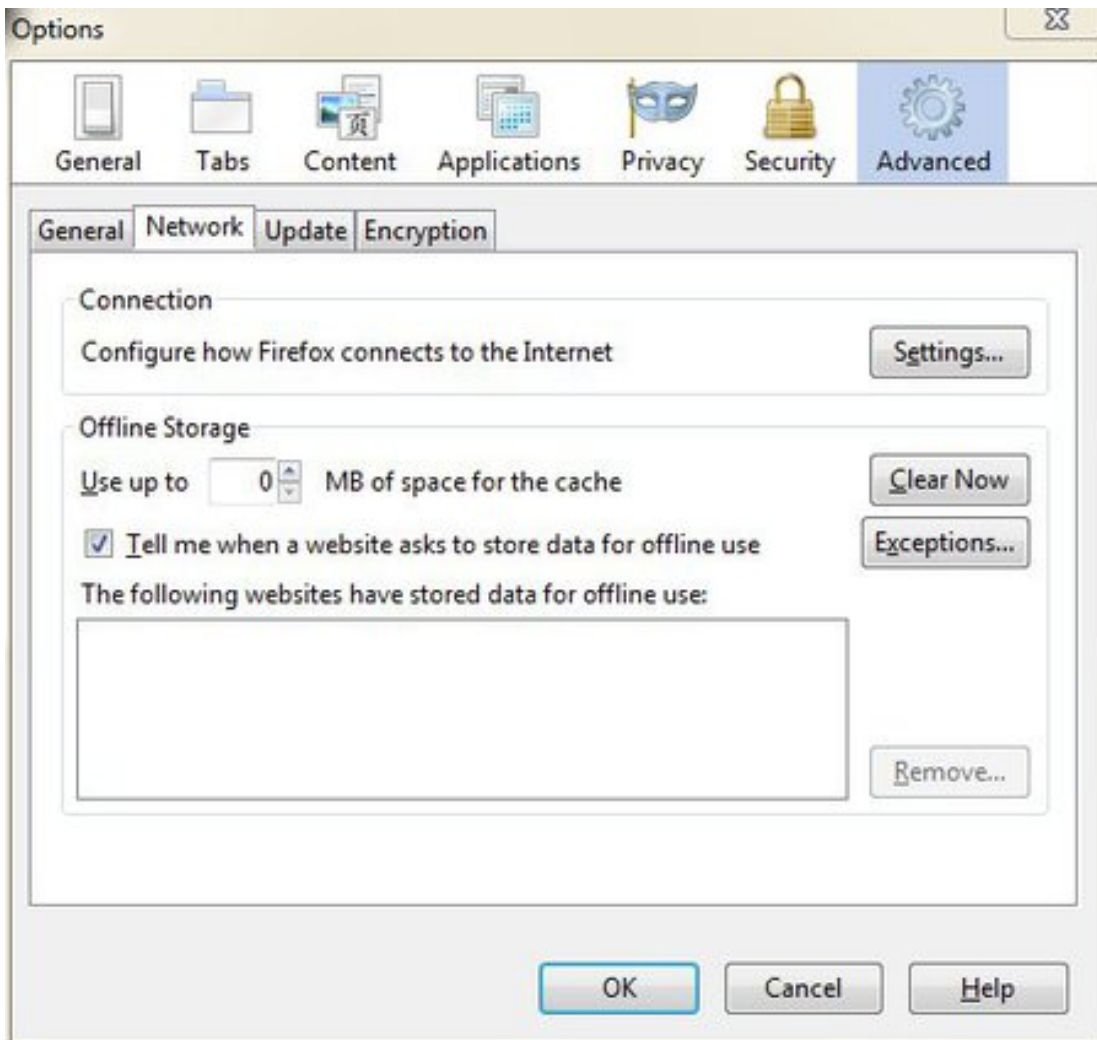 Options
General Tabs Content Applications Privacy Security Advanced
General Network Update Encryption
Connection
Configure how Firefox connects to the Internet Settings...
Offline Storage
Use up to 0 MB of space for the cache Clear Now
Tell me when a website asks to store data for offline use Exceptions...
The following websites have stored data for offline use:
Remove...
OK Cancel Help
页